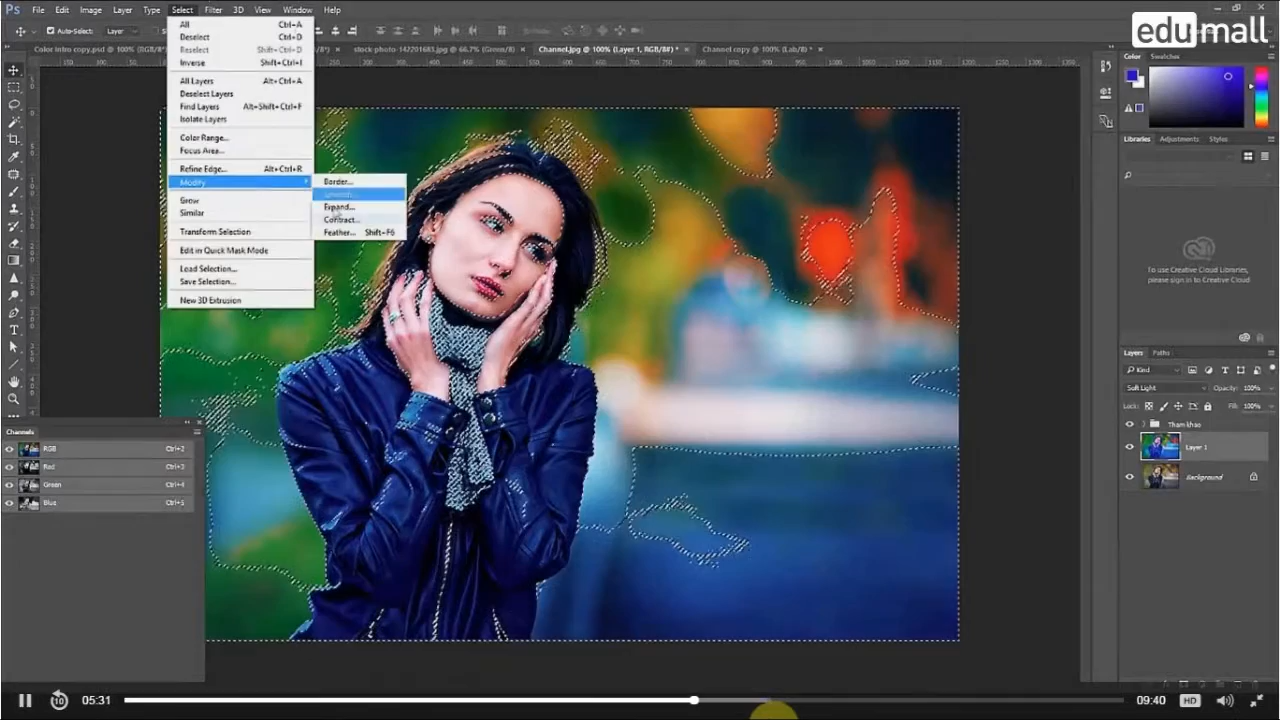 edumall
Ps File Edit Image Layer Type Select Filter 3D View Window Help
Auto-Select: Layer
Color Intro copy.psd @ 100% (RGB/8*)
stock-photo-142201683.jpg @ 66.7% (Green/8)
Channel.jpg @ 100% (Layer 1, RGB/8#) *
Channel copy @ 100% (Lab/8) *
All Ctrl+A
Deselect Ctrl+D
Reselect Shift+Ctrl+D
Inverse Shift+Ctrl+I
All Layers Alt+Ctrl+A
Deselect Layers
Find Layers Alt+Shift+Ctrl+F
Isolate Layers
Color Range...
Focus Area...
Refine Edge... Alt+Ctrl+R
Modify
Grow
Similar
Transform Selection
Edit in Quick Mask Mode
Load Selection...
Save Selection...
New 3D Extrusion
Border...
Expand...
Contract...
Feather... Shift+F6
Color Swatches
Libraries Adjustments Styles
To use Creative Cloud Libraries,
please sign in to Creative Cloud
Layers Paths
Kind
Soft Light Opacity: 100%
Lock: Fill: 100%
Tham khao
Layer 1
Background
Channels
RGB Ctrl+2
Red Ctrl+3
Green Ctrl+4
Blue Ctrl+5
10 05:31 09:40 HD